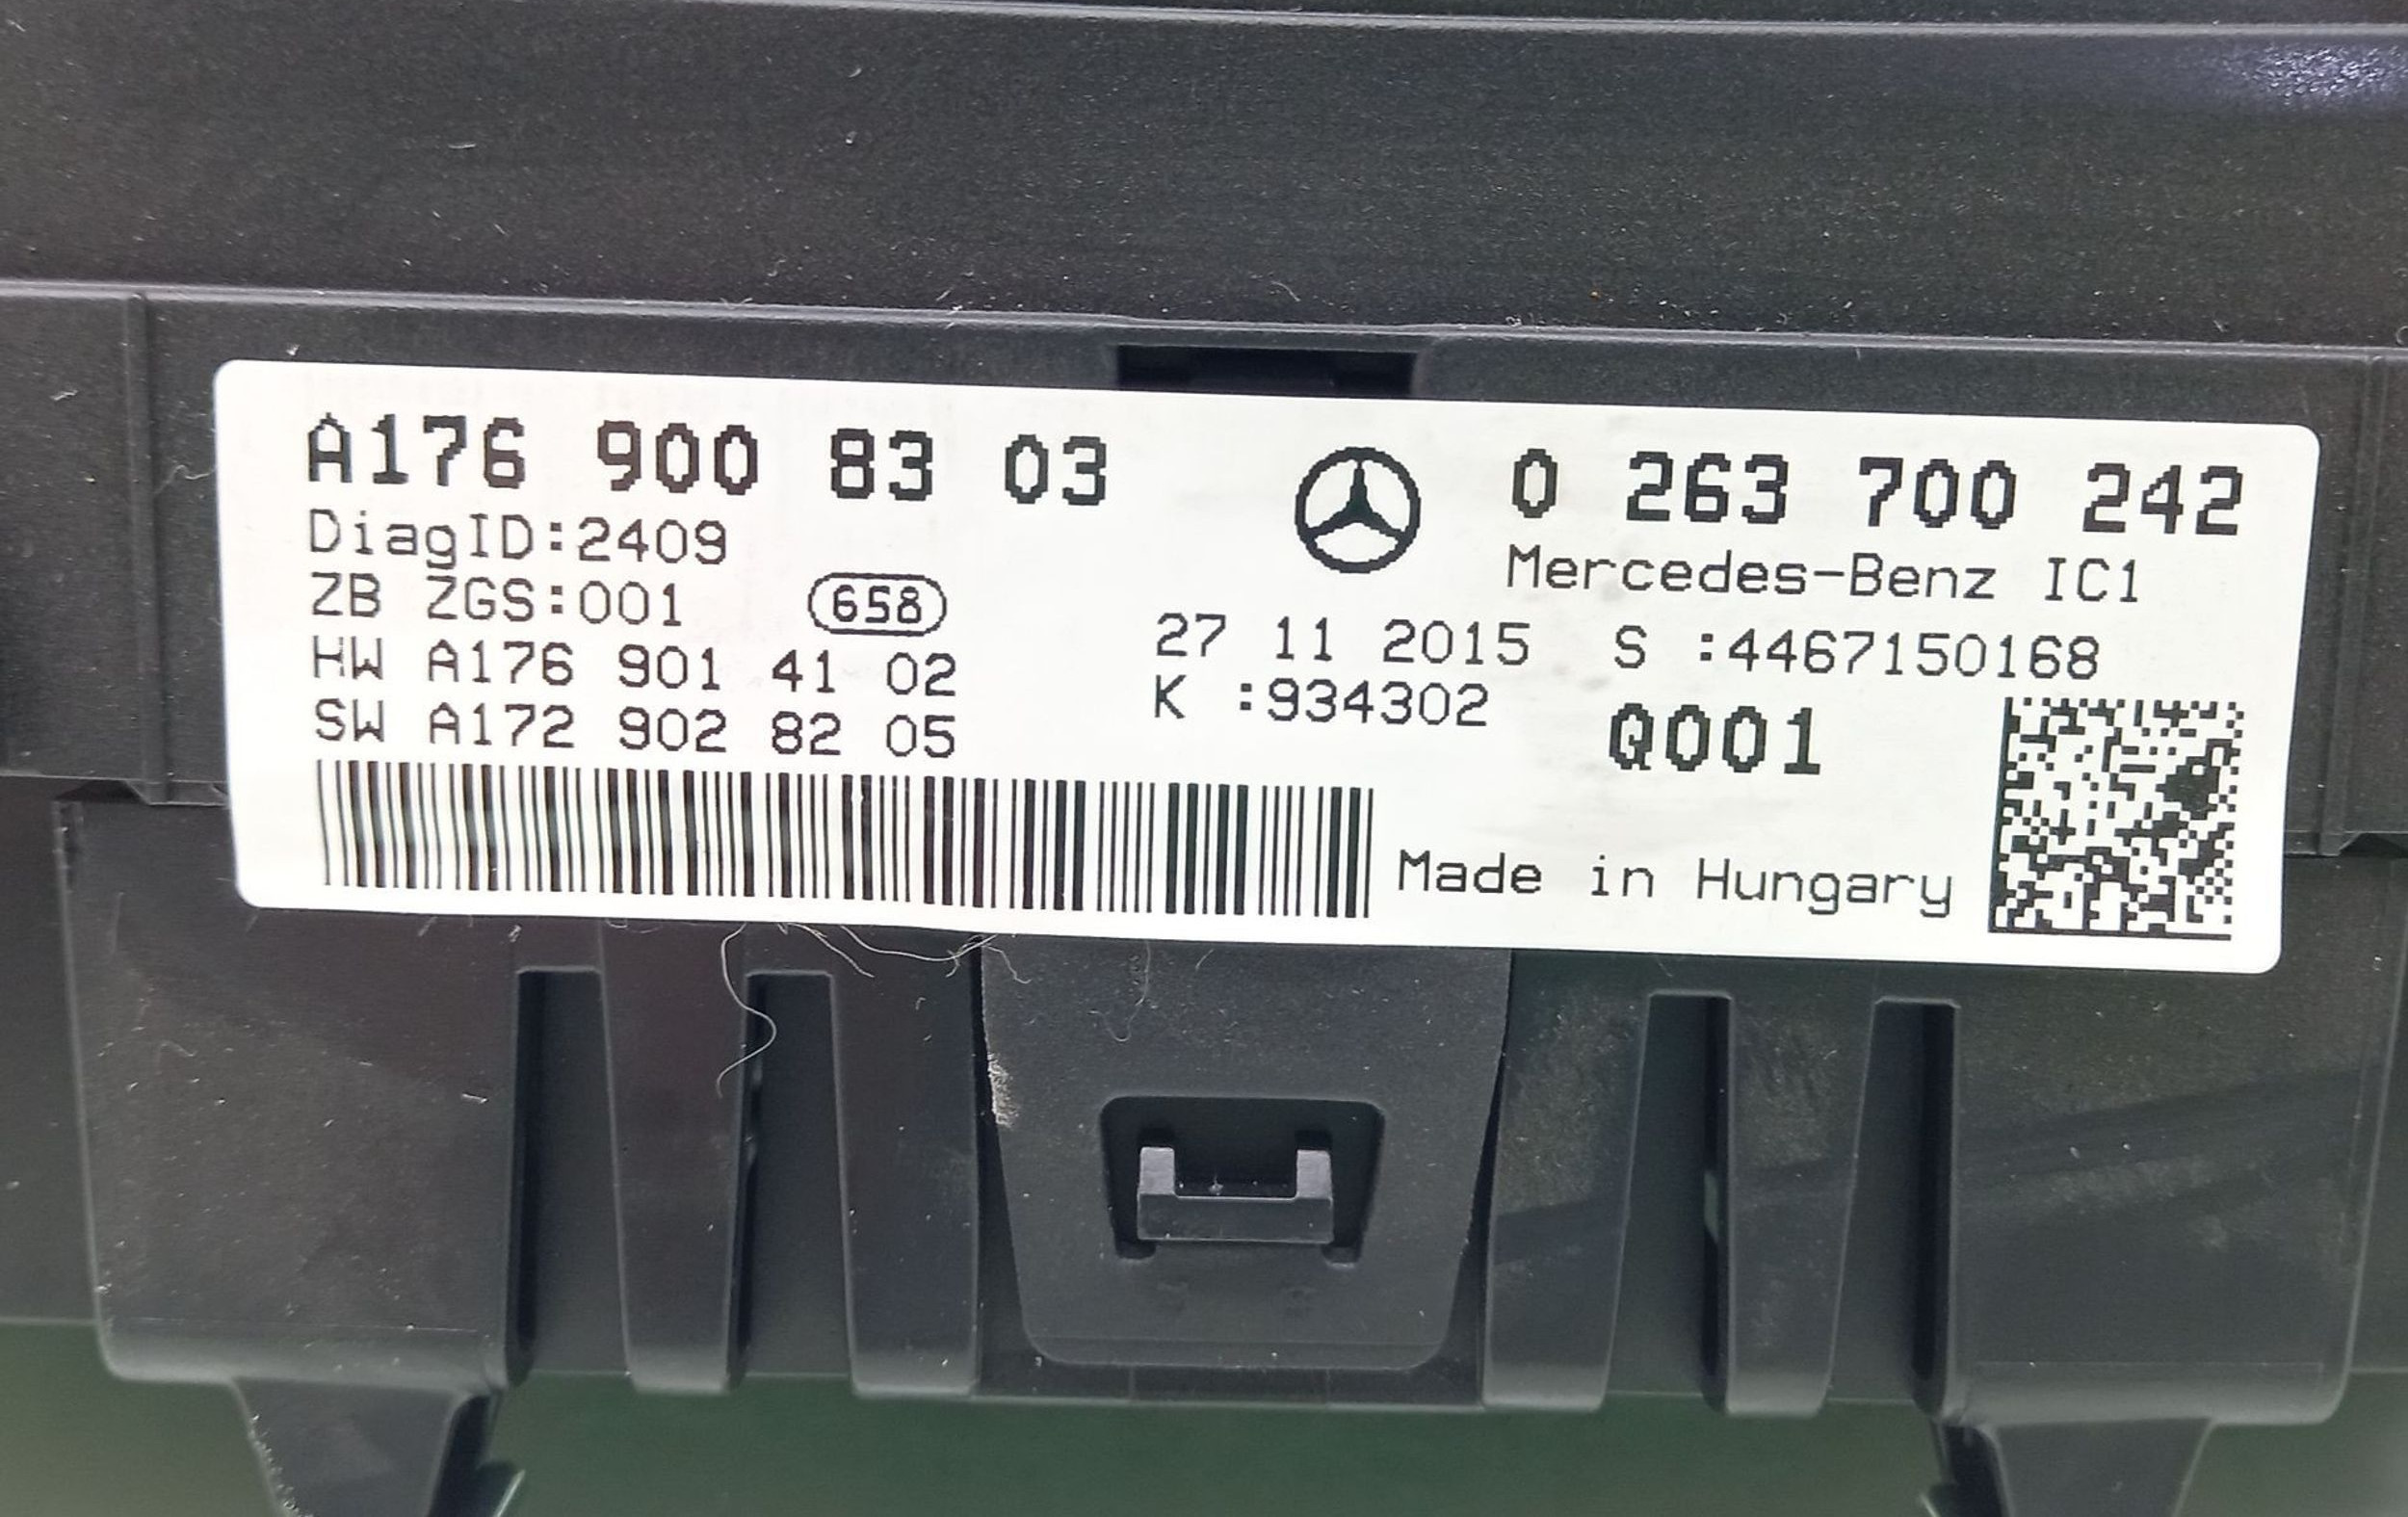 A176 900 83 03
DiagID:2409
ZB ZGS:001 658
HW A176 901 41 02
SW A172 902 82 05
0 263 700 242
Mercedes-Benz IC1
27 11 2015 S :4467150168
K :934302
Q001
Made in Hungary